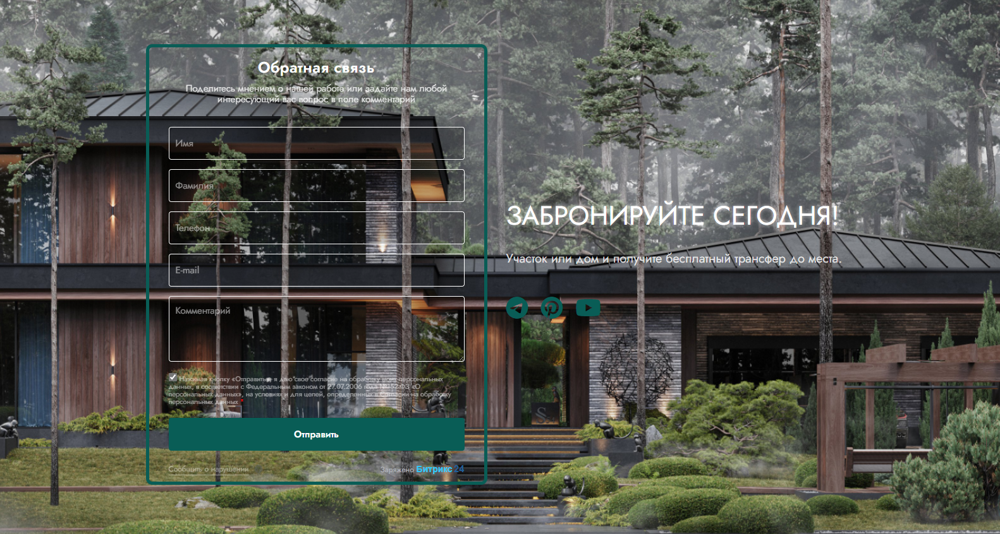 Обратная связь
Поделитесь мнением о нашей работе или задайте нам любой
интересующий вас вопрос в поле комментарий
Имя
Фамилия
Телефон
E-mail
Комментарий
Нажимая кнопку «Отправить», я даю свое согласие на обработку моих персональных
данных, в соответствии с Федеральным законом от 27.07.2006 года №152-ФЗ «О
персональных данных», на условиях и для целей, определенных в Согласии на обработку
персональных данных *
Отправить
Сообщить о нарушении
Заряжено Битрикс 24
ЗАБРОНИРУЙТЕ СЕГОДНЯ!
Участок или дом и получите бесплатный трансфер до места.